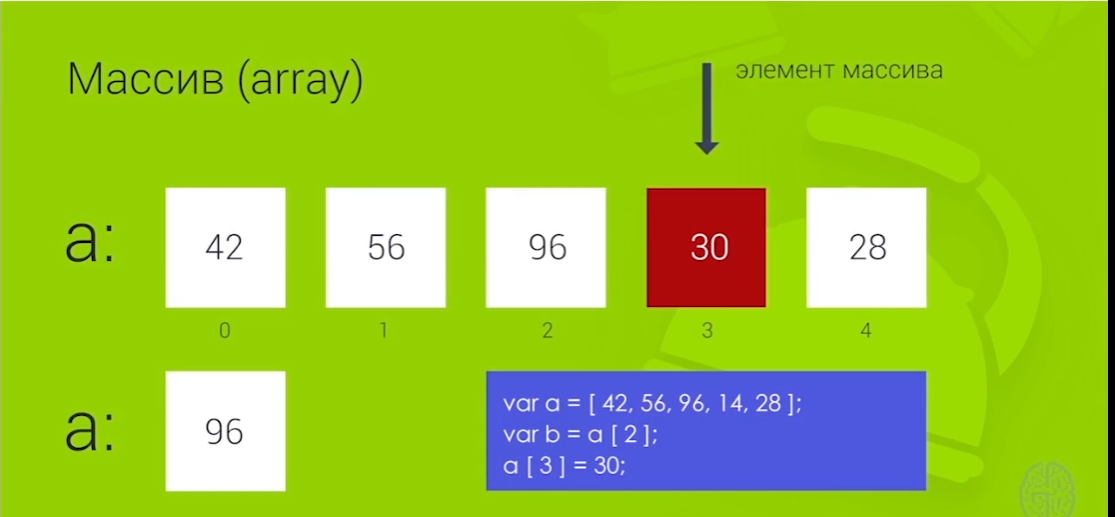 Массив (array)
элемент массива
a:
42 56 96 30 28
0 1 2 3 4
a:
96
var a = [ 42, 56, 96, 14, 28 ];
var b = a [ 2 ];
a [ 3 ] = 30;